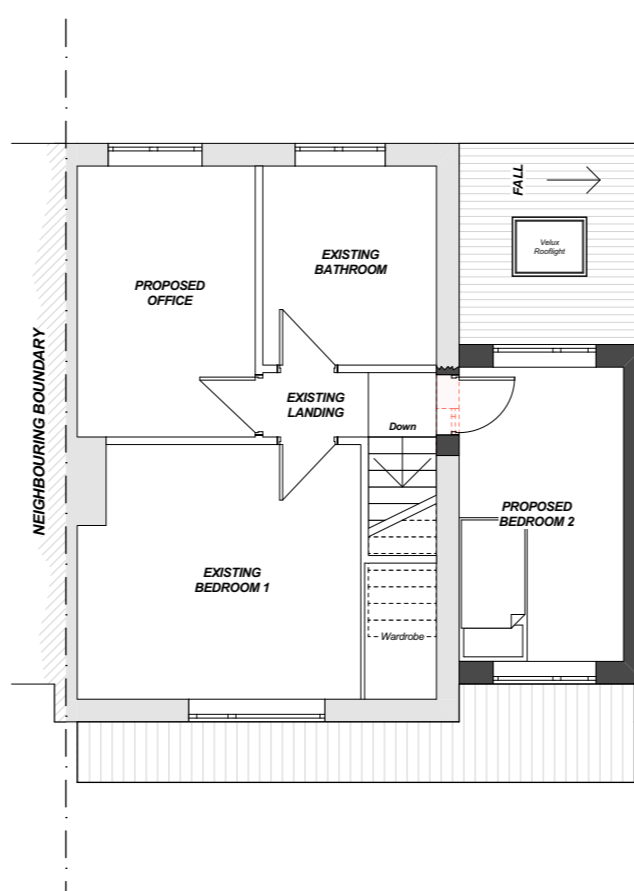 FALL
Velux
Rooflight
EXISTING
BATHROOM
PROPOSED
OFFICE
NEIGHBOURING BOUNDARY
EXISTING
LANDING
Down
PROPOSED
BEDROOM 2
EXISTING
BEDROOM 1
Wardrobe